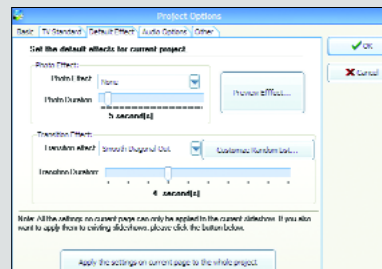 Project Options
Basic TV Standard Default Effect Audio Options Other
Set the default effects for current project
OK
Cancel
Photo Effects
Photo Effect None
Preview Effect...
Photo Duration
5 second(s)
Transition Effects
Transition effect Smooth Diagonal Out Customize Random List...
Transition Duration
4 second(s)
Note: All the settings on current page can only be applied to the current slideshow. If you also
want to apply them to existing slideshows, please click the button below.
Apply the settings on current page to the whole project